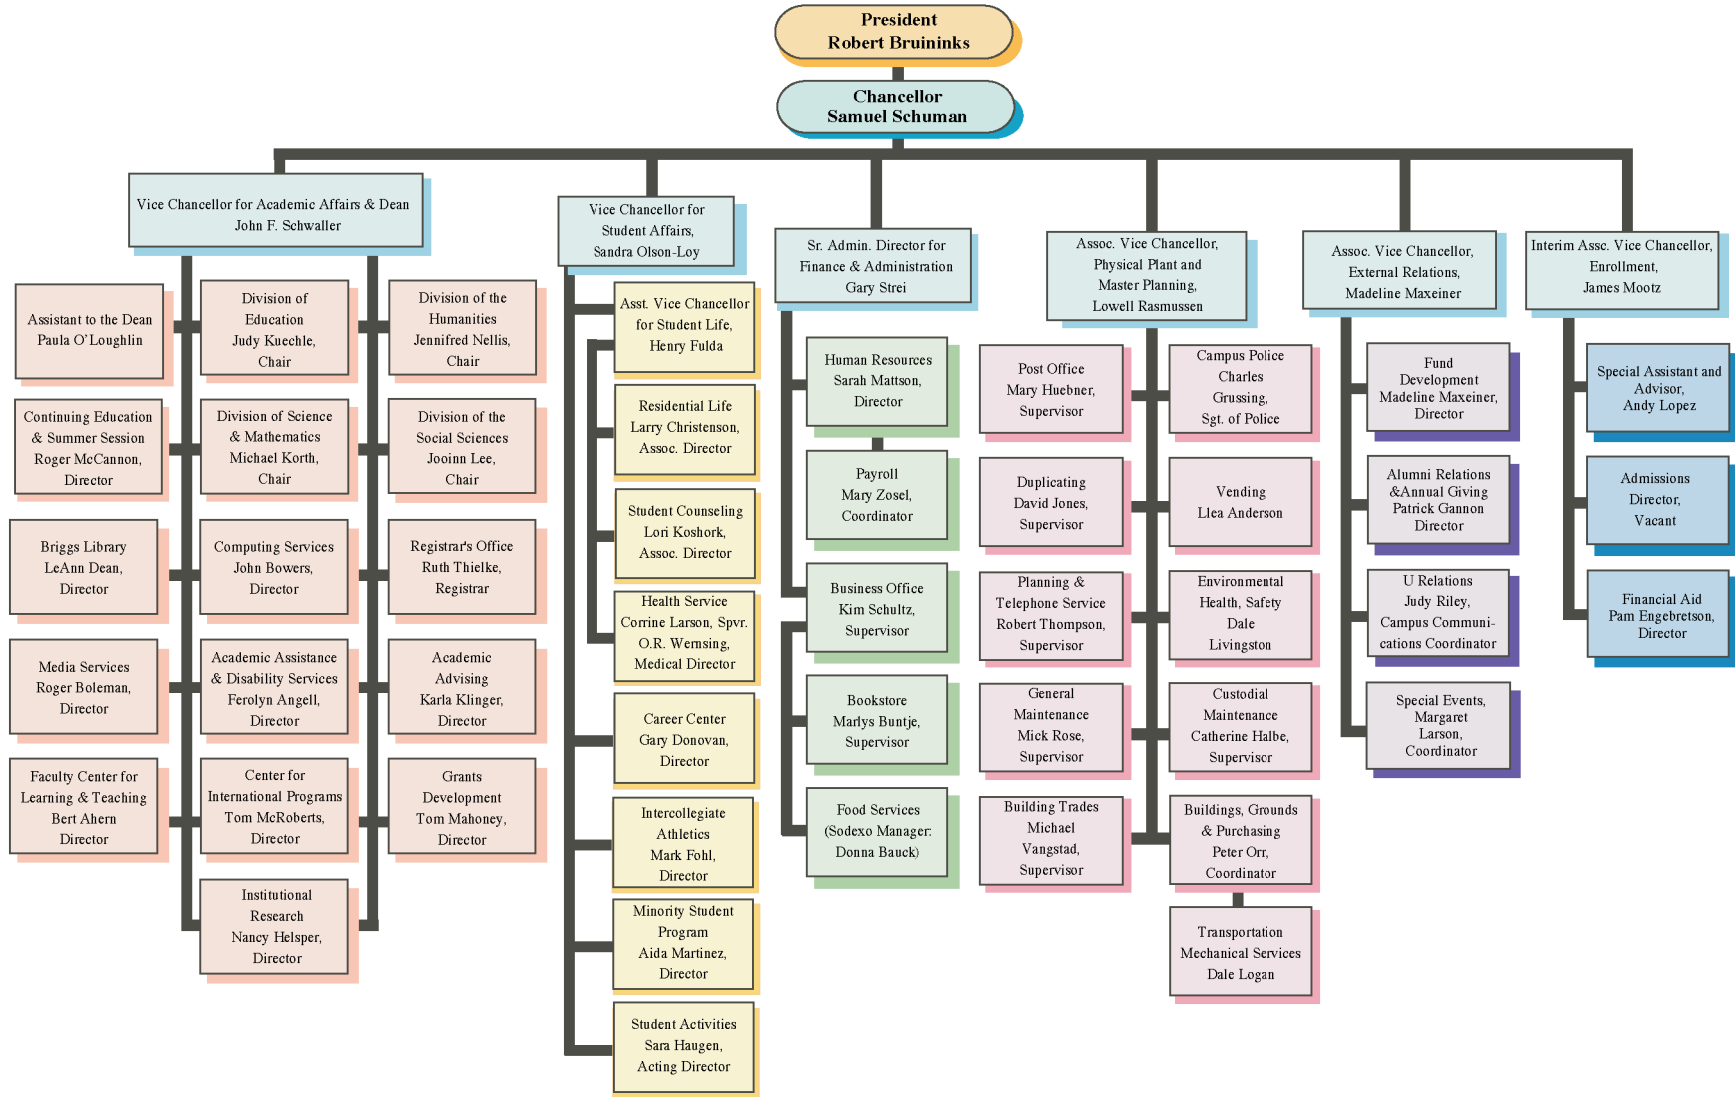 President
Robert Bruininks
Chancellor
Samuel Schuman
Vice Chancellor for Academic Affairs & Dean
John F. Schwaller
Assistant to the Dean
Paula O'Loughlin
Division of
Education
Judy Kuechle,
Chair
Division of the
Humanities
Jennifred Nellis,
Chair
Continuing Education
& Summer Session
Roger McCannon,
Director
Division of Science
& Mathematics
Michael Korth,
Chair
Division of the
Social Sciences
Jooinn Lee,
Chair
Briggs Library
LeAnn Dean,
Director
Computing Services
John Bowers,
Director
Registrar's Office
Ruth Thielke,
Registrar
Media Services
Roger Boleman,
Director
Academic Assistance
& Disability Services
Ferolyn Angell,
Director
Academic
Advising
Karla Klinger,
Director
Faculty Center for
Learning & Teaching
Bert Ahern
Director
Center for
International Programs
Tom McRoberts,
Director
Grants
Development
Tom Mahoney,
Director
Institutional
Research
Nancy Helsper,
Director
Vice Chancellor for
Student Affairs,
Sandra Olson-Loy
Asst. Vice Chancellor
for Student Life,
Henry Fulda
Residential Life
Larry Christenson,
Assoc. Director
Student Counseling
Lori Koshork,
Assoc. Director
Health Service
Corrine Larson, Spvr.
O.R. Wernsing,
Medical Director
Career Center
Gary Donovan,
Director
Intercollegiate
Athletics
Mark Fohl,
Director
Minority Student
Program
Aida Martinez,
Director
Student Activities
Sara Haugen,
Acting Director
Sr. Admin. Director for
Finance & Administration
Gary Strei
Human Resources
Sarah Mattson,
Director
Payroll
Mary Zosel,
Coordinator
Business Office
Kim Schultz,
Supervisor
Bookstore
Marlys Buntje,
Supervisor
Food Services
(Sodexo Manager:
Donna Bauck)
Assoc. Vice Chancellor,
Physical Plant and
Master Planning,
Lowell Rasmussen
Post Office
Mary Huebner,
Supervisor
Campus Police
Charles
Grussing,
Sgt. of Police
Duplicating
David Jones,
Supervisor
Vending
Llea Anderson
Planning &
Telephone Service
Robert Thompson,
Supervisor
Environmental
Health, Safety
Dale
Livingston
General
Maintenance
Mick Rose,
Supervisor
Custodial
Maintenance
Catherine Halbe,
Supervisor
Building Trades
Michael
Vangstad,
Supervisor
Buildings, Grounds
& Purchasing
Peter Orr,
Coordinator
Transportation
Mechanical Services
Dale Logan
Assoc. Vice Chancellor,
External Relations,
Madeline Maxeiner
Fund
Development
Madeline Maxeiner,
Director
Alumni Relations
&Annual Giving
Patrick Gannon
Director
U Relations
Judy Riley,
Campus Communi-
cations Coordinator
Special Events,
Margaret
Larson,
Coordinator
Interim Assc. Vice Chancellor,
Enrollment,
James Mootz
Special Assistant and
Advisor,
Andy Lopez
Admissions
Director,
Vacant
Financial Aid
Pam Engebretson,
Director